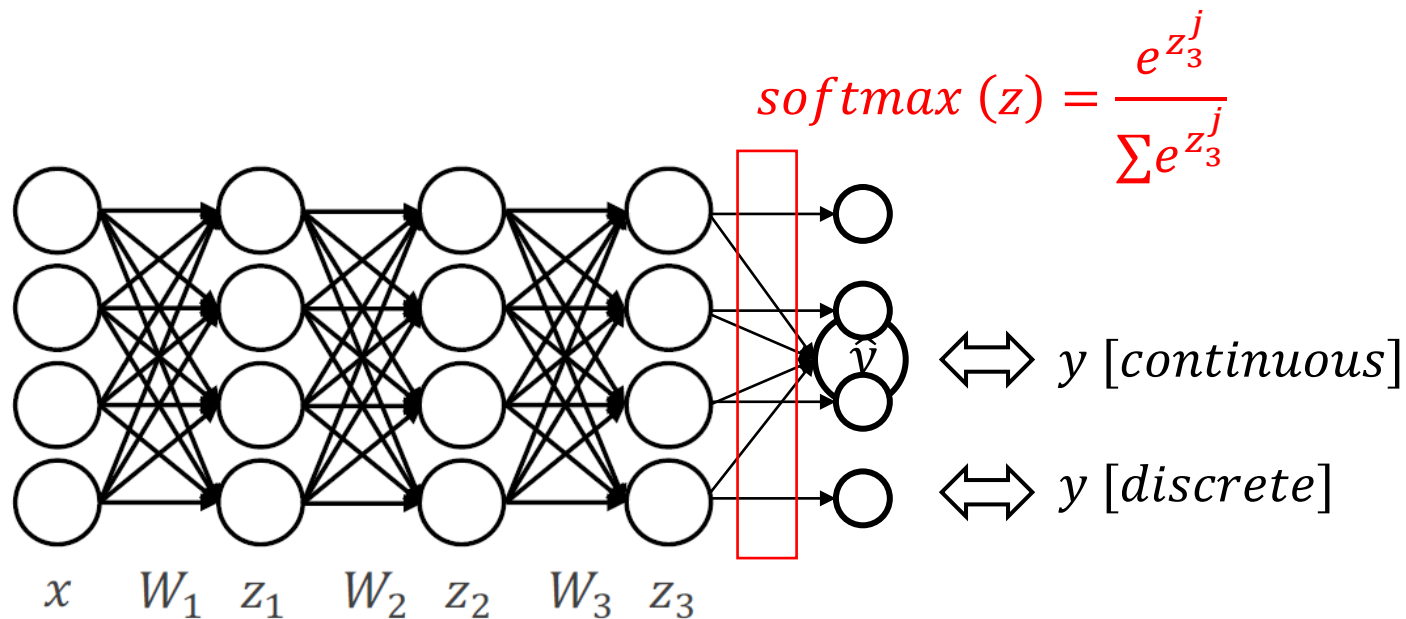 softmax (z) = e^{z_3^j} / ∑e^{z_3^j}
ŷ
y [continuous]
y [discrete]
x W₁ z₁ W₂ z₂ W₃ z₃